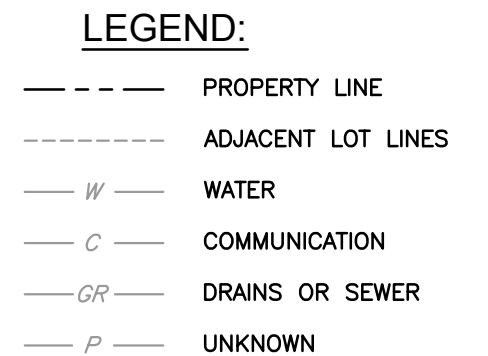 LEGEND:
PROPERTY LINE
ADJACENT LOT LINES
W WATER
C COMMUNICATION
GR DRAINS OR SEWER
P UNKNOWN